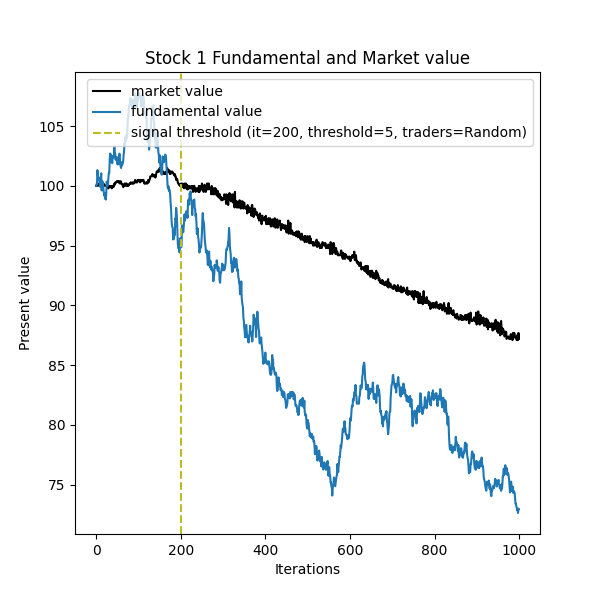 Stock 1 Fundamental and Market value
market value
fundamental value
signal threshold (it=200, threshold=5, traders=Random)
105
100
95
90
85
80
75
Present value
0 200 400 600 800 1000
Iterations